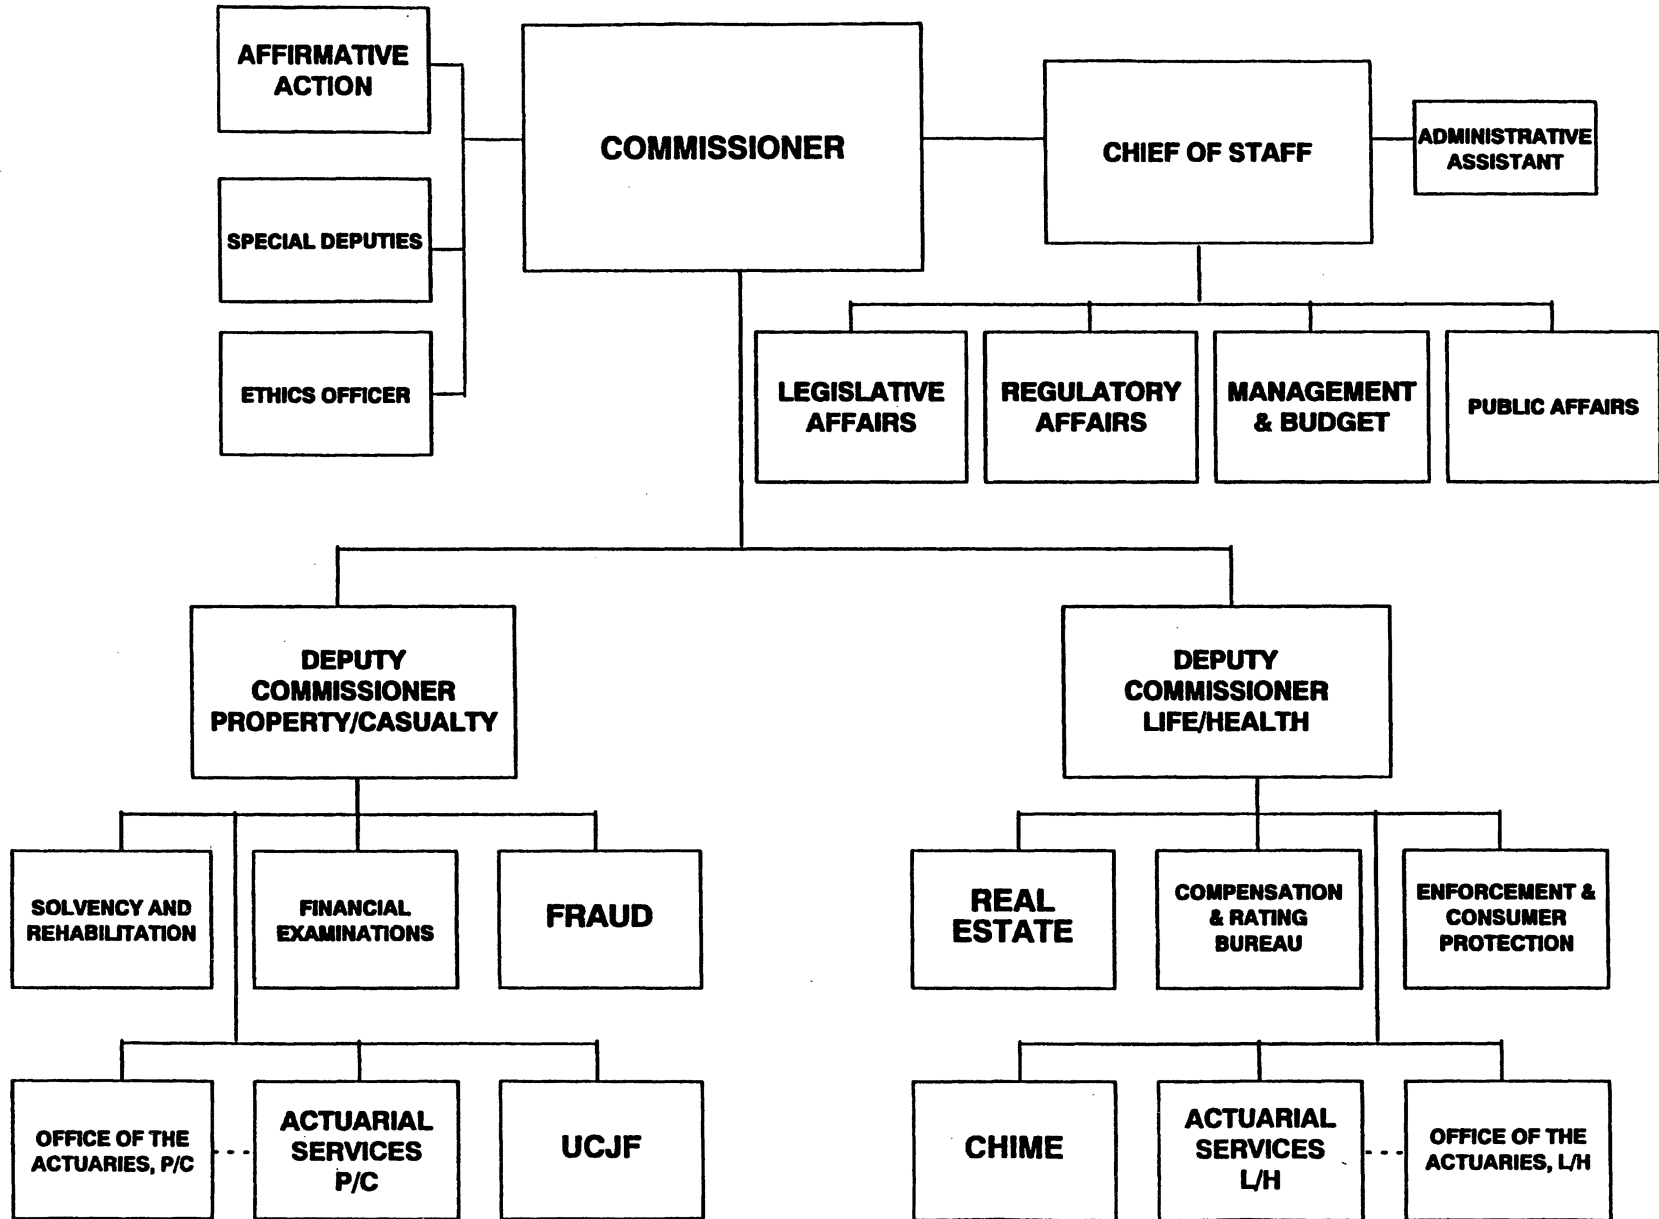 AFFIRMATIVE
ACTION
COMMISSIONER
CHIEF OF STAFF
ADMINISTRATIVE
ASSISTANT
SPECIAL DEPUTIES
ETHICS OFFICER
LEGISLATIVE
AFFAIRS
REGULATORY
AFFAIRS
MANAGEMENT
& BUDGET
PUBLIC AFFAIRS
DEPUTY
COMMISSIONER
PROPERTY/CASUALTY
DEPUTY
COMMISSIONER
LIFE/HEALTH
SOLVENCY AND
REHABILITATION
FINANCIAL
EXAMINATIONS
FRAUD
REAL
ESTATE
COMPENSATION
& RATING
BUREAU
ENFORCEMENT &
CONSUMER
PROTECTION
OFFICE OF THE
ACTUARIES, P/C
ACTUARIAL
SERVICES
P/C
UCJF
CHIME
ACTUARIAL
SERVICES
L/H
OFFICE OF THE
ACTUARIES, L/H